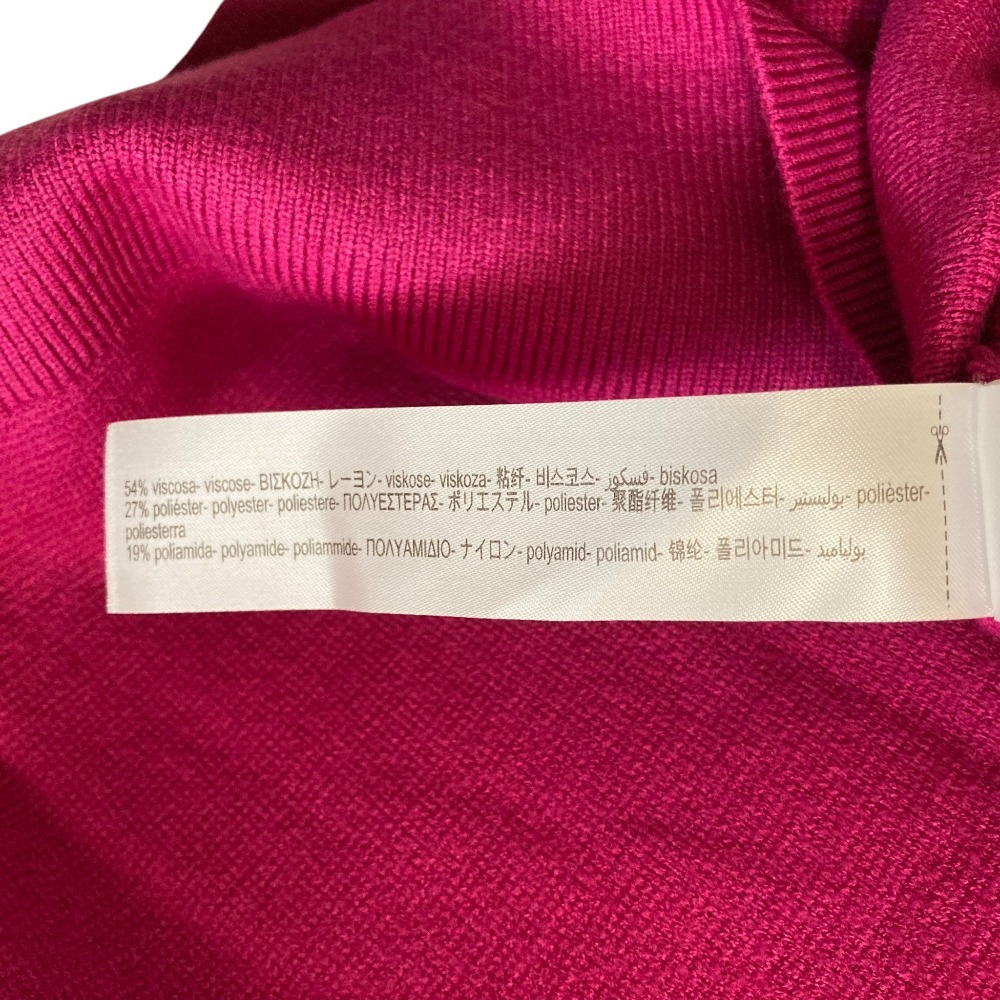 54% viscosa- viscose- ΒΙΣΚΟΖΗ- レーヨン- viskose- viskoza- 粘纤- 비스코스- فسكوز- biskosa
27% polièster- polyester- poliestere- ΠΟΛΥΕΣΤΕΡΑΣ- ポリエステル- poliester- 聚酯纤维- 폴리에스터- بوليستير- polièster-
poliesterra
19% poliamida- polyamide- poliammide- ΠΟΛΥΑΜΙΔΙΟ- ナイロン- polyamid- poliamid- 锦纶- 폴리아미드- بولياميد